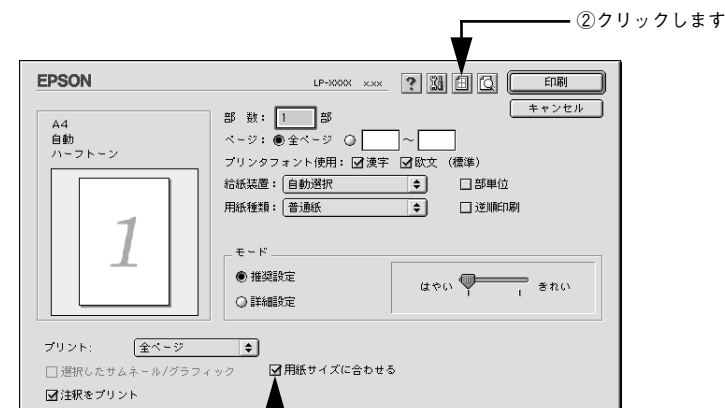 ②クリックします
EPSON
LP-XXXX x.xx
?
印刷
キャンセル
A4
自動
ハーフトーン
1
部 数: 1 部
ページ: 全ページ ～
プリンタフォント使用: 漢字 欧文 (標準)
給紙装置: 自動選択 部単位
用紙種類: 普通紙 逆順印刷
モード
推奨設定
詳細設定
はやい きれい
プリント: 全ページ
選択したサムネール/グラフィック 用紙サイズに合わせる
注釈をプリント